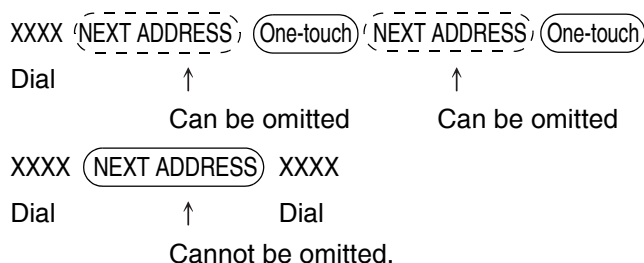 XXXX NEXT ADDRESS One-touch NEXT ADDRESS One-touch
Dial ↑ ↑
Can be omitted Can be omitted
XXXX NEXT ADDRESS XXXX
Dial ↑ Dial
Cannot be omitted.